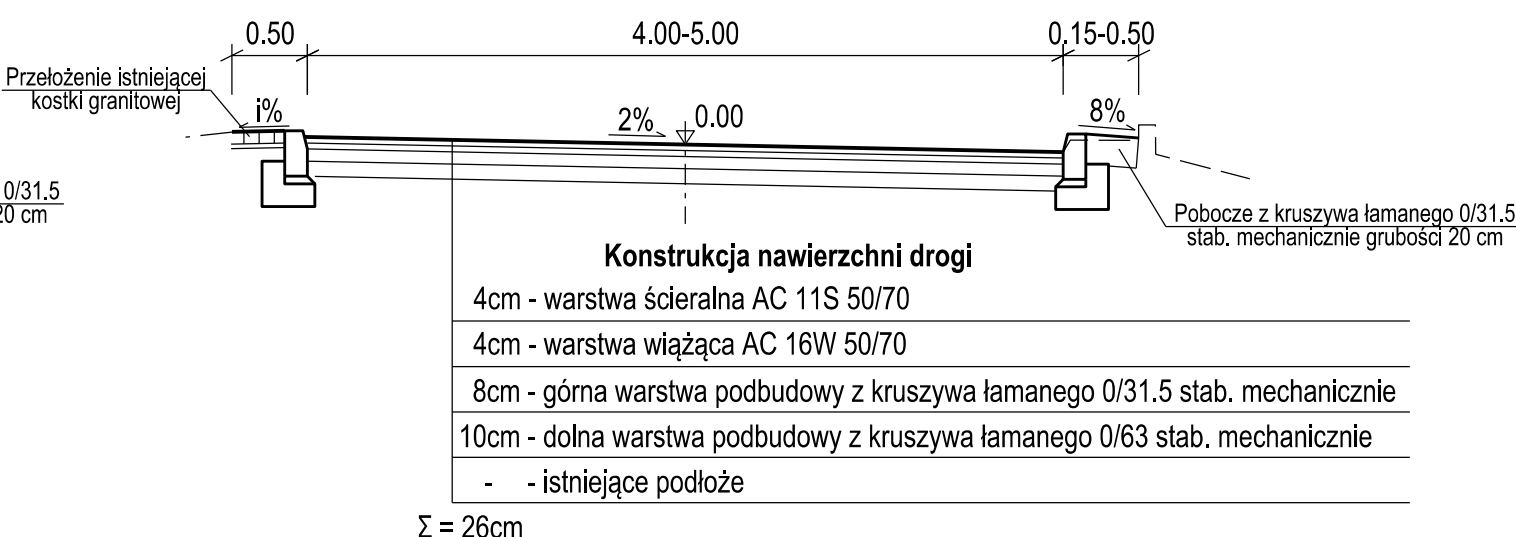 0.50
4.00-5.00
0.15-0.50
Przełożenie istniejącej
kostki granitowej
i%
2%
0.00
8%
0/31.5
20 cm
Pobocze z kruszywa łamanego 0/31.5
stab. mechanicznie grubości 20 cm
Konstrukcja nawierzchni drogi
4cm - warstwa ścieralna AC 11S 50/70
4cm - warstwa wiążąca AC 16W 50/70
8cm - górna warstwa podbudowy z kruszywa łamanego 0/31.5 stab. mechanicznie
10cm - dolna warstwa podbudowy z kruszywa łamanego 0/63 stab. mechanicznie
- - istniejące podłoże
Σ = 26cm